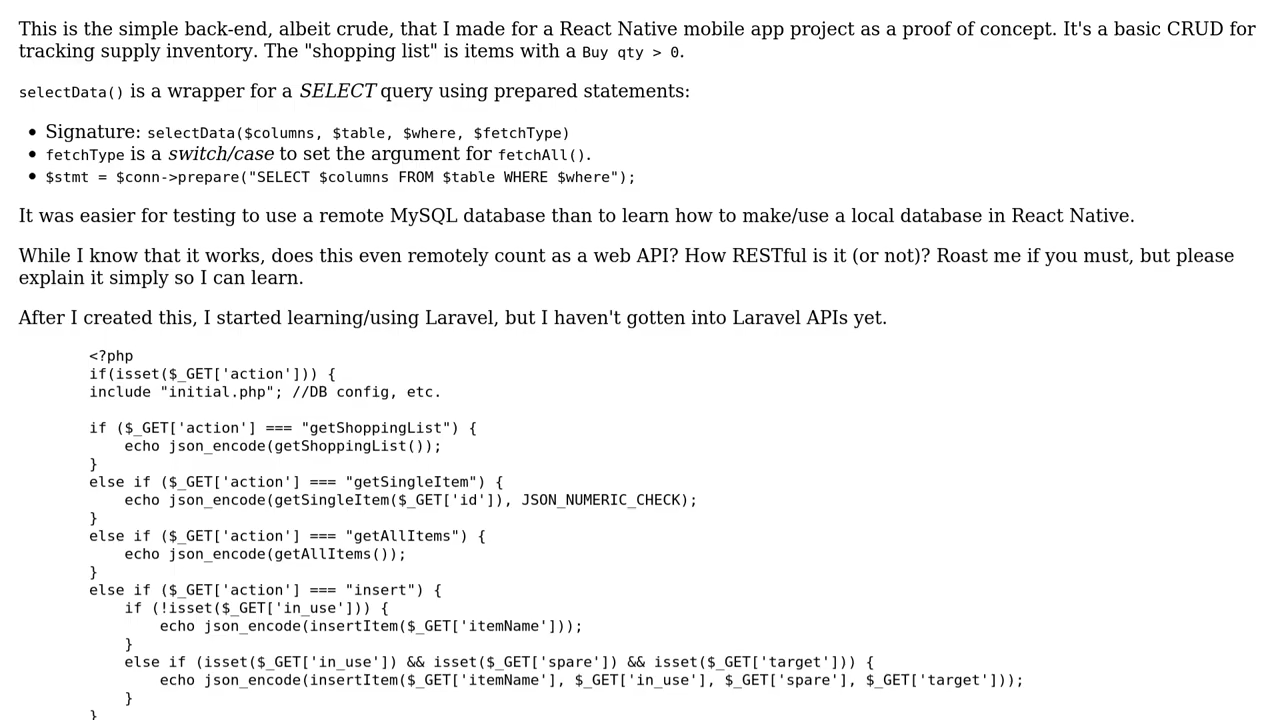 This is the simple back-end, albeit crude, that I made for a React Native mobile app project as a proof of concept. It's a basic CRUD for
tracking supply inventory. The "shopping list" is items with a Buy qty > 0.
selectData() is a wrapper for a SELECT query using prepared statements:
• Signature: selectData($columns, $table, $where, $fetchType)
• fetchType is a switch/case to set the argument for fetchAll().
• $stmt = $conn->prepare("SELECT $columns FROM $table WHERE $where");
It was easier for testing to use a remote MySQL database than to learn how to make/use a local database in React Native.
While I know that it works, does this even remotely count as a web API? How RESTful is it (or not)? Roast me if you must, but please
explain it simply so I can learn.
After I created this, I started learning/using Laravel, but I haven't gotten into Laravel APIs yet.
<?php
if(isset($_GET['action'])) {
include "initial.php"; //DB config, etc.
if ($_GET['action'] === "getShoppingList") {
    echo json_encode(getShoppingList());
}
else if ($_GET['action'] === "getSingleItem") {
    echo json_encode(getSingleItem($_GET['id']), JSON_NUMERIC_CHECK);
}
else if ($_GET['action'] === "getAllItems") {
    echo json_encode(getAllItems());
}
else if ($_GET['action'] === "insert") {
    if (!isset($_GET['in_use'])) {
        echo json_encode(insertItem($_GET['itemName']));
    }
    else if (isset($_GET['in_use']) && isset($_GET['spare']) && isset($_GET['target'])) {
        echo json_encode(insertItem($_GET['itemName'], $_GET['in_use'], $_GET['spare'], $_GET['target']));
    }
}